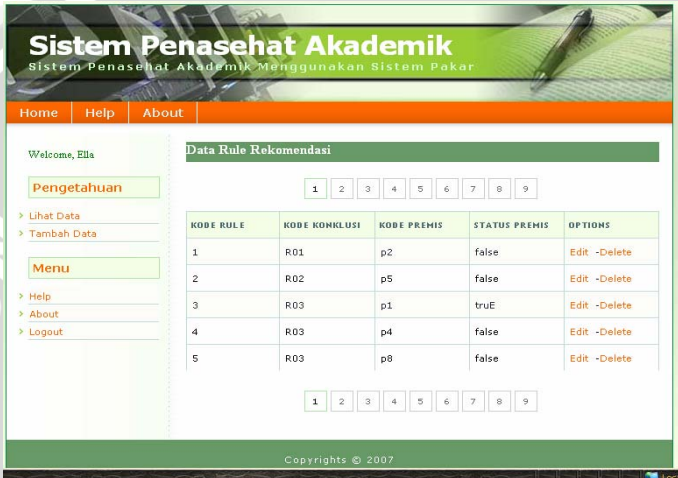 Sistem Penasehat Akademik
Sistem Penasehat Akademik Menggunakan Sistem Pakar
Home Help About
Welcome, Ella
Pengetahuan
Lihat Data
Tambah Data
Menu
Help
About
Logout
Data Rule Rekomendasi
1 2 3 4 5 6 7 8 9
KODE RULE KODE KONKLUSI KODE PREMIS STATUS PREMIS OPTIONS
1 R01 p2 false Edit -Delete
2 R02 p5 false Edit -Delete
3 R03 p1 truE Edit -Delete
4 R03 p4 false Edit -Delete
5 R03 p8 false Edit -Delete
1 2 3 4 5 6 7 8 9
Copyrights © 2007